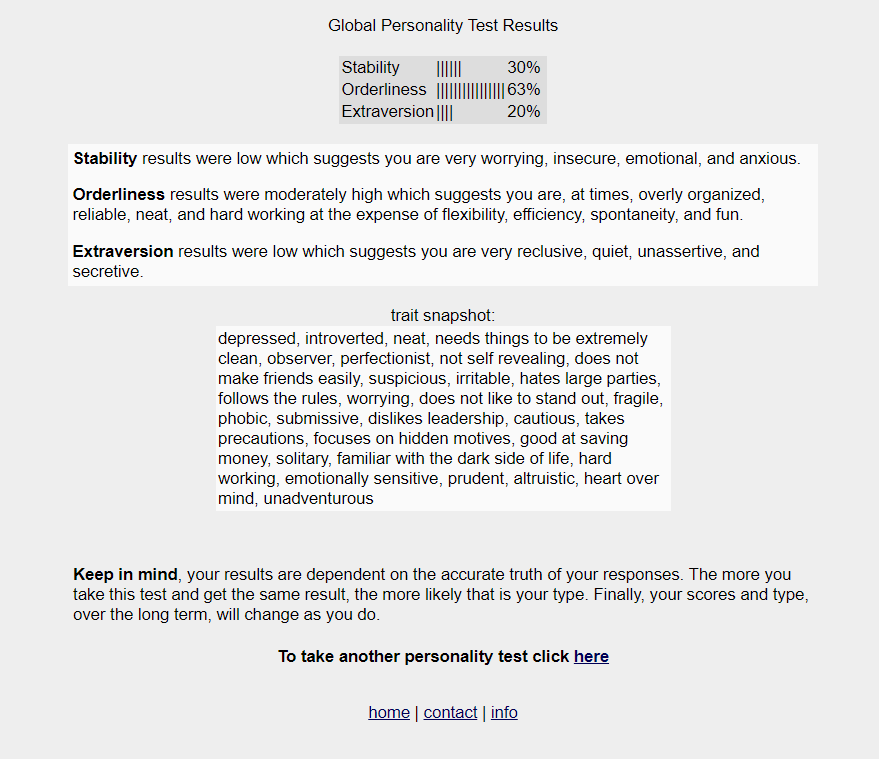 Global Personality Test Results
Stability |||||| 30%
Orderliness |||||||||||||||| 63%
Extraversion |||| 20%
Stability results were low which suggests you are very worrying, insecure, emotional, and anxious.
Orderliness results were moderately high which suggests you are, at times, overly organized,
reliable, neat, and hard working at the expense of flexibility, efficiency, spontaneity, and fun.
Extraversion results were low which suggests you are very reclusive, quiet, unassertive, and
secretive.
trait snapshot:
depressed, introverted, neat, needs things to be extremely
clean, observer, perfectionist, not self revealing, does not
make friends easily, suspicious, irritable, hates large parties,
follows the rules, worrying, does not like to stand out, fragile,
phobic, submissive, dislikes leadership, cautious, takes
precautions, focuses on hidden motives, good at saving
money, solitary, familiar with the dark side of life, hard
working, emotionally sensitive, prudent, altruistic, heart over
mind, unadventurous
Keep in mind, your results are dependent on the accurate truth of your responses. The more you
take this test and get the same result, the more likely that is your type. Finally, your scores and type,
over the long term, will change as you do.
To take another personality test click here
home | contact | info